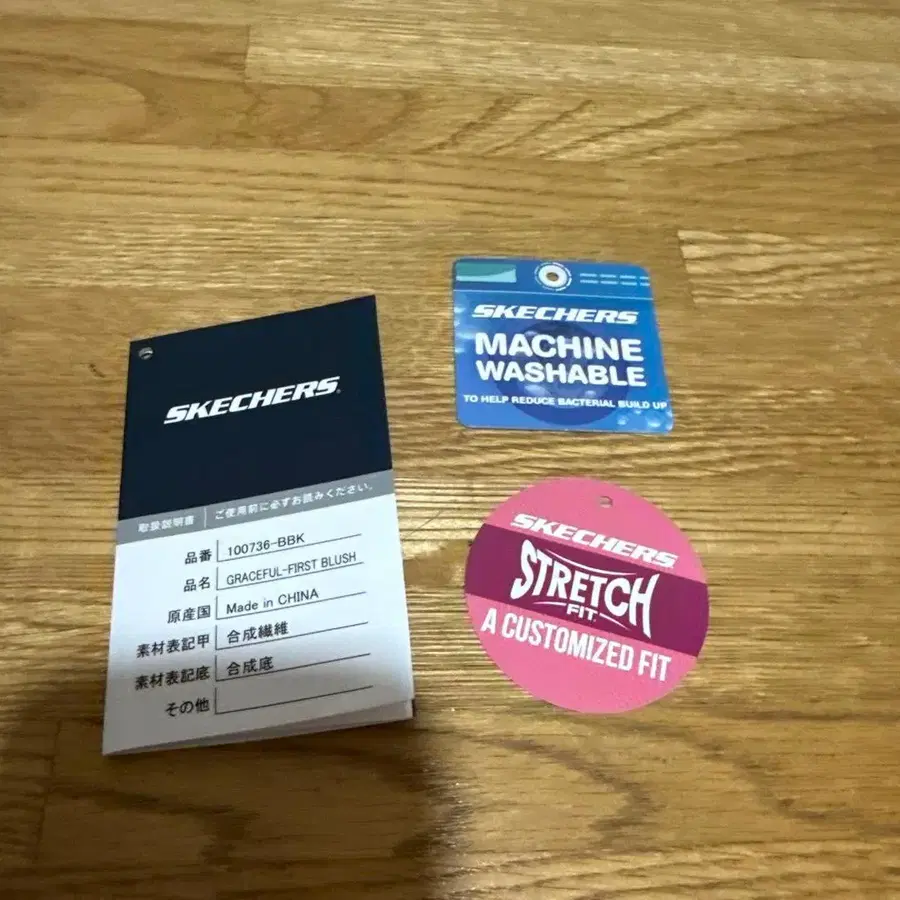 SKECHERS
取扱説明書 ご使用前に必ずお読みください。
品番 100736-BBK
品名 GRACEFUL-FIRST BLUSH
原産国 Made in CHINA
素材表記甲 合成繊維
素材表記底 合成底
その他
SKECHERS
MACHINE
WASHABLE
TO HELP REDUCE BACTERIAL BUILD UP
SKECHERS
STRETCH
FIT
A CUSTOMIZED FIT